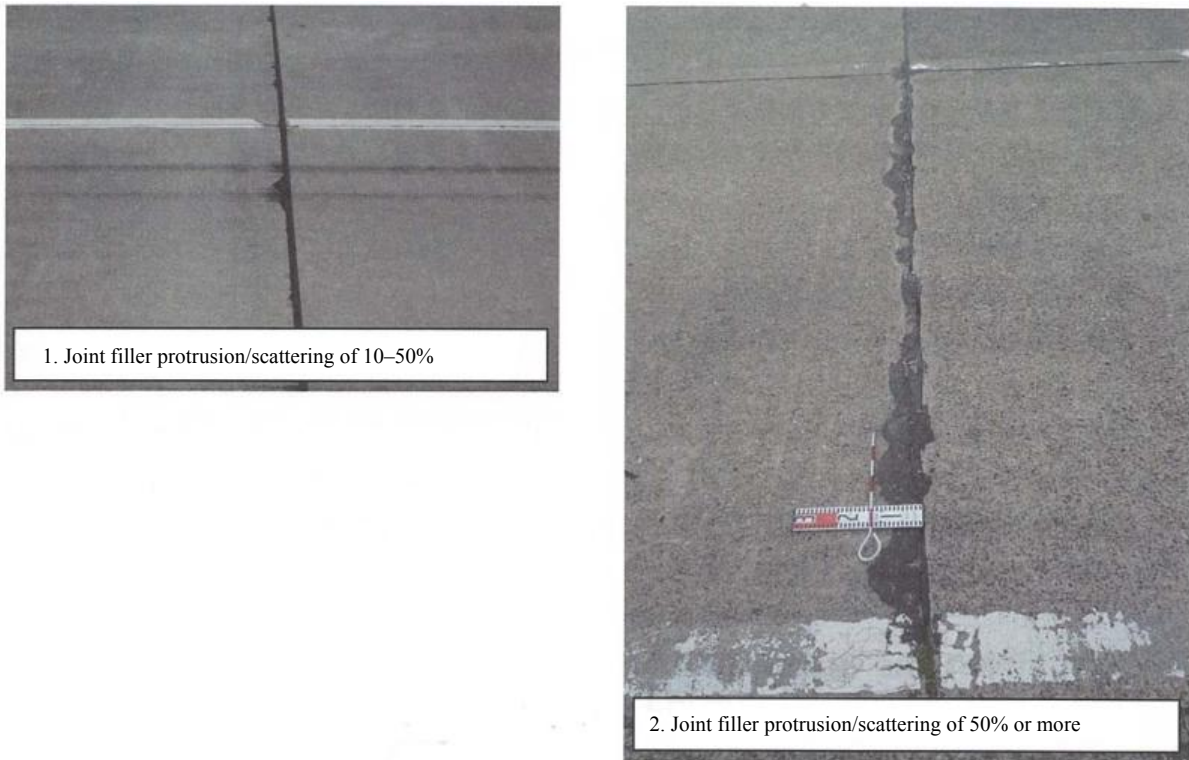 1. Joint filler protrusion/scattering of 10–50%
2. Joint filler protrusion/scattering of 50% or more